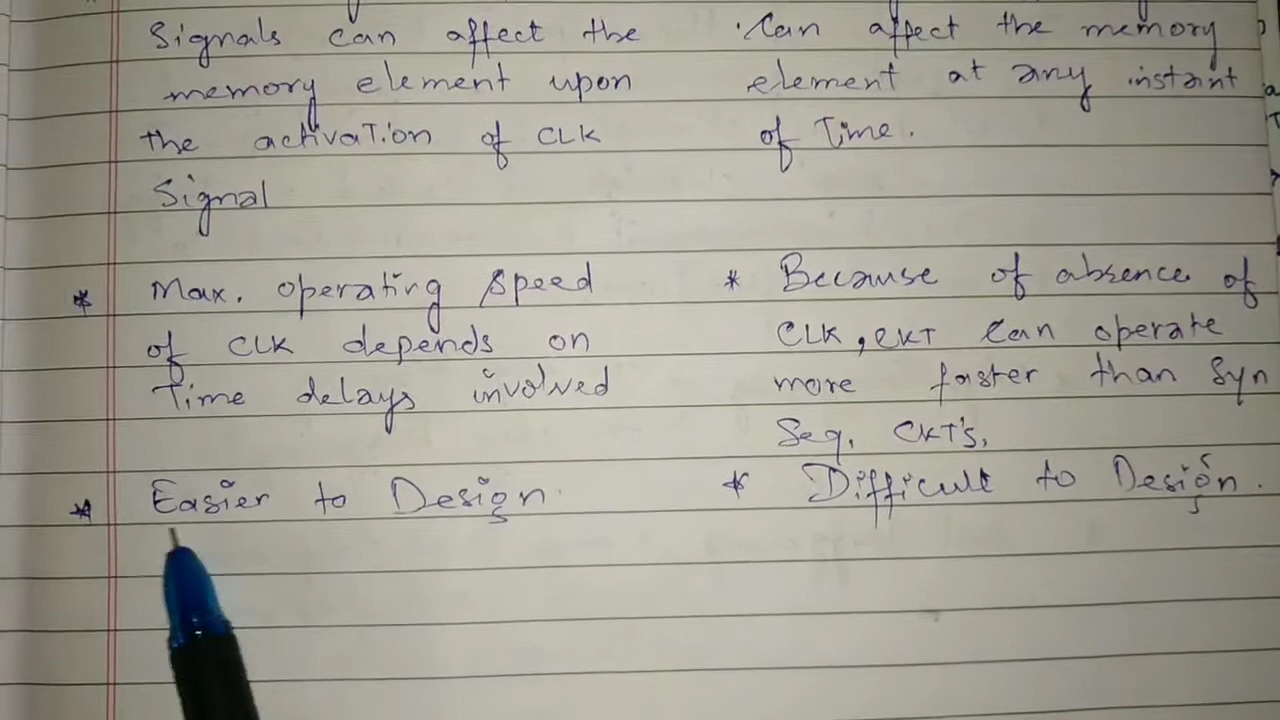 Signals can affect the
memory element upon
the activation of CLK
Signal
* Max. operating speed
of CLK depends on
Time delays involved
* Easier to Design
Can affect the memory
element at any instant
of Time.
* Because of absence of
CLK, CKT can operate
more faster than Syn
Seq. CKT's,
* Difficult to Design.